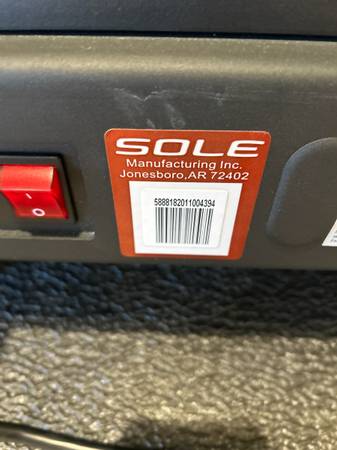 SOLE
Manufacturing Inc.
Jonesboro,AR 72402
5888182011004394